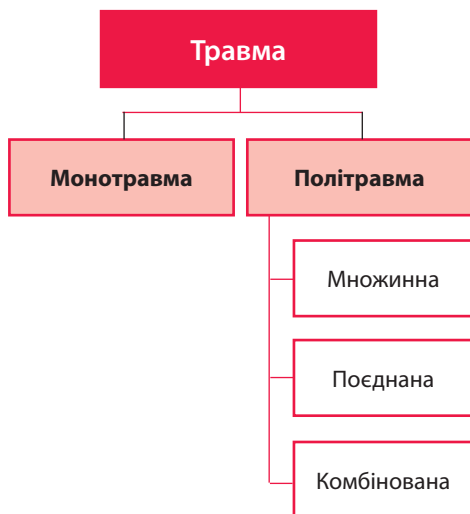 Травма
Монотравма
Політравма
Множинна
Поєднана
Комбінована